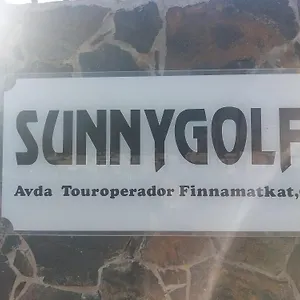 SUNNYGOLF
Avda Touroperador Finnamatkat,